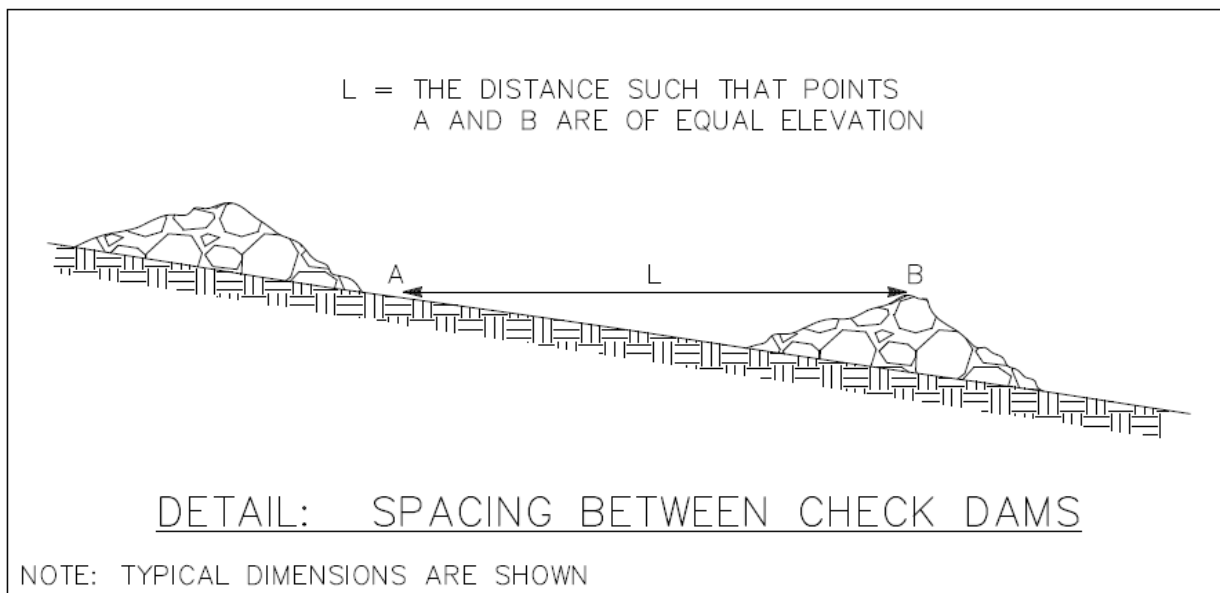 L = THE DISTANCE SUCH THAT POINTS
A AND B ARE OF EQUAL ELEVATION
A L B
DETAIL: SPACING BETWEEN CHECK DAMS
NOTE: TYPICAL DIMENSIONS ARE SHOWN